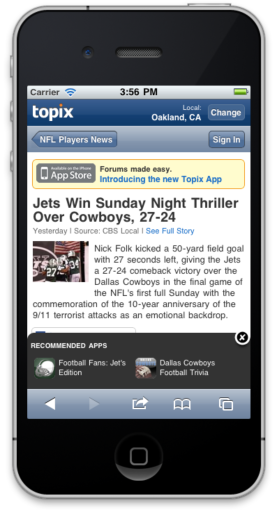 Carrier 3:56 PM
topix Local: Oakland, CA Change
NFL Players News Sign In
Available on the iPhone App Store
Forums made easy.
Introducing the new Topix App
Jets Win Sunday Night Thriller
Over Cowboys, 27-24
Yesterday | Source: CBS Local | See Full Story
Nick Folk kicked a 50-yard field goal
with 27 seconds left, giving the Jets
a 27-24 comeback victory over the
Dallas Cowboys in the final game of
the NFL's first full Sunday with the
commemoration of the 10-year anniversary of the
9/11 terrorist attacks as an emotional backdrop.
RECOMMENDED APPS
Football Fans: Jet's
Edition
Dallas Cowboys
Football Trivia